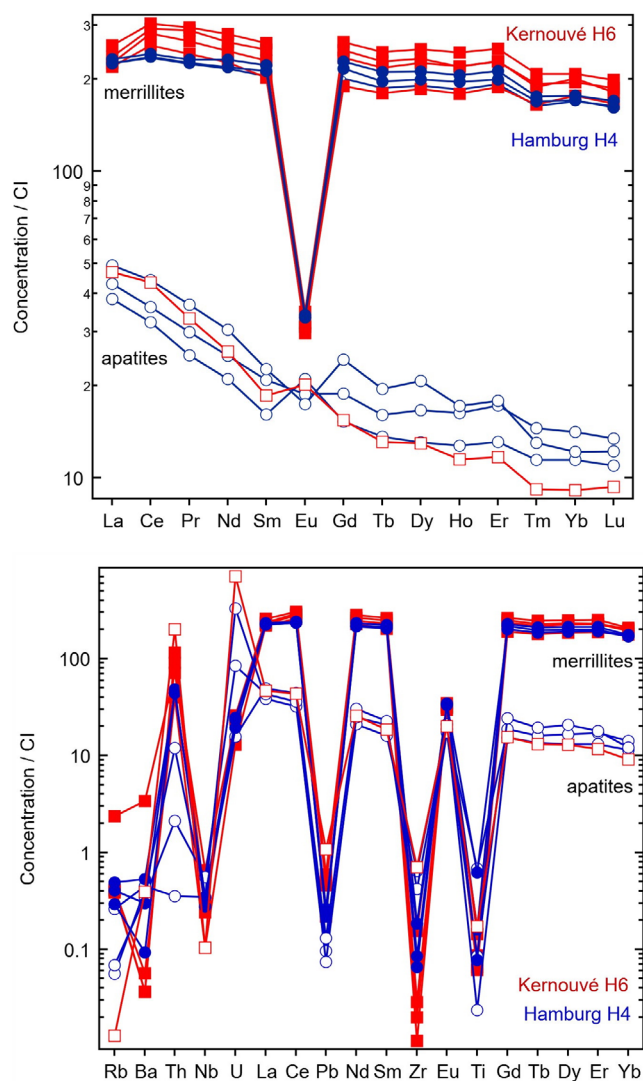 3
Kernouvé H6
2
merrillites
Hamburg H4
100
9
8
7
6
5
4
3
2
10
apatites
Concentration / CI
La Ce Pr Nd Sm Eu Gd Tb Dy Ho Er Tm Yb Lu
100
10
1
0.1
merrillites
apatites
Concentration / CI
Kernouvé H6
Hamburg H4
Rb Ba Th Nb U La Ce Pb Nd Sm Zr Eu Ti Gd Tb Dy Er Yb